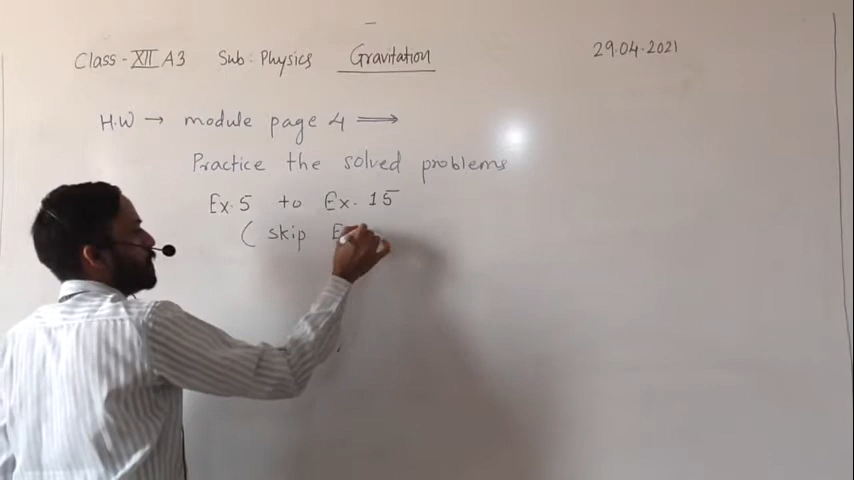 Class - XII A3 Sub : Physics Gravitation 29.04.2021
H.W → module page 4 ⟹
Practice the solved problems
Ex. 5 to Ex. 15
( skip E